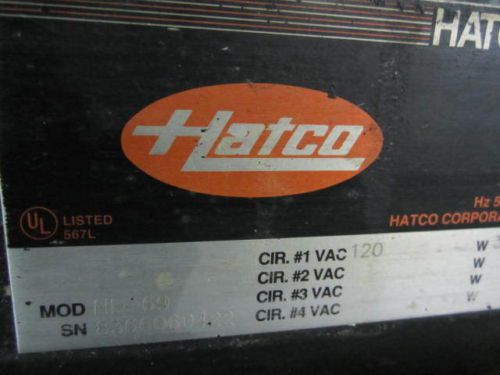 HATC
Hatco
UL LISTED
567L
Hz 5
HATCO CORPORA
CIR. #1 VAC 120 W
CIR. #2 VAC W
CIR. #3 VAC W
CIR. #4 VAC W
MOD
SN